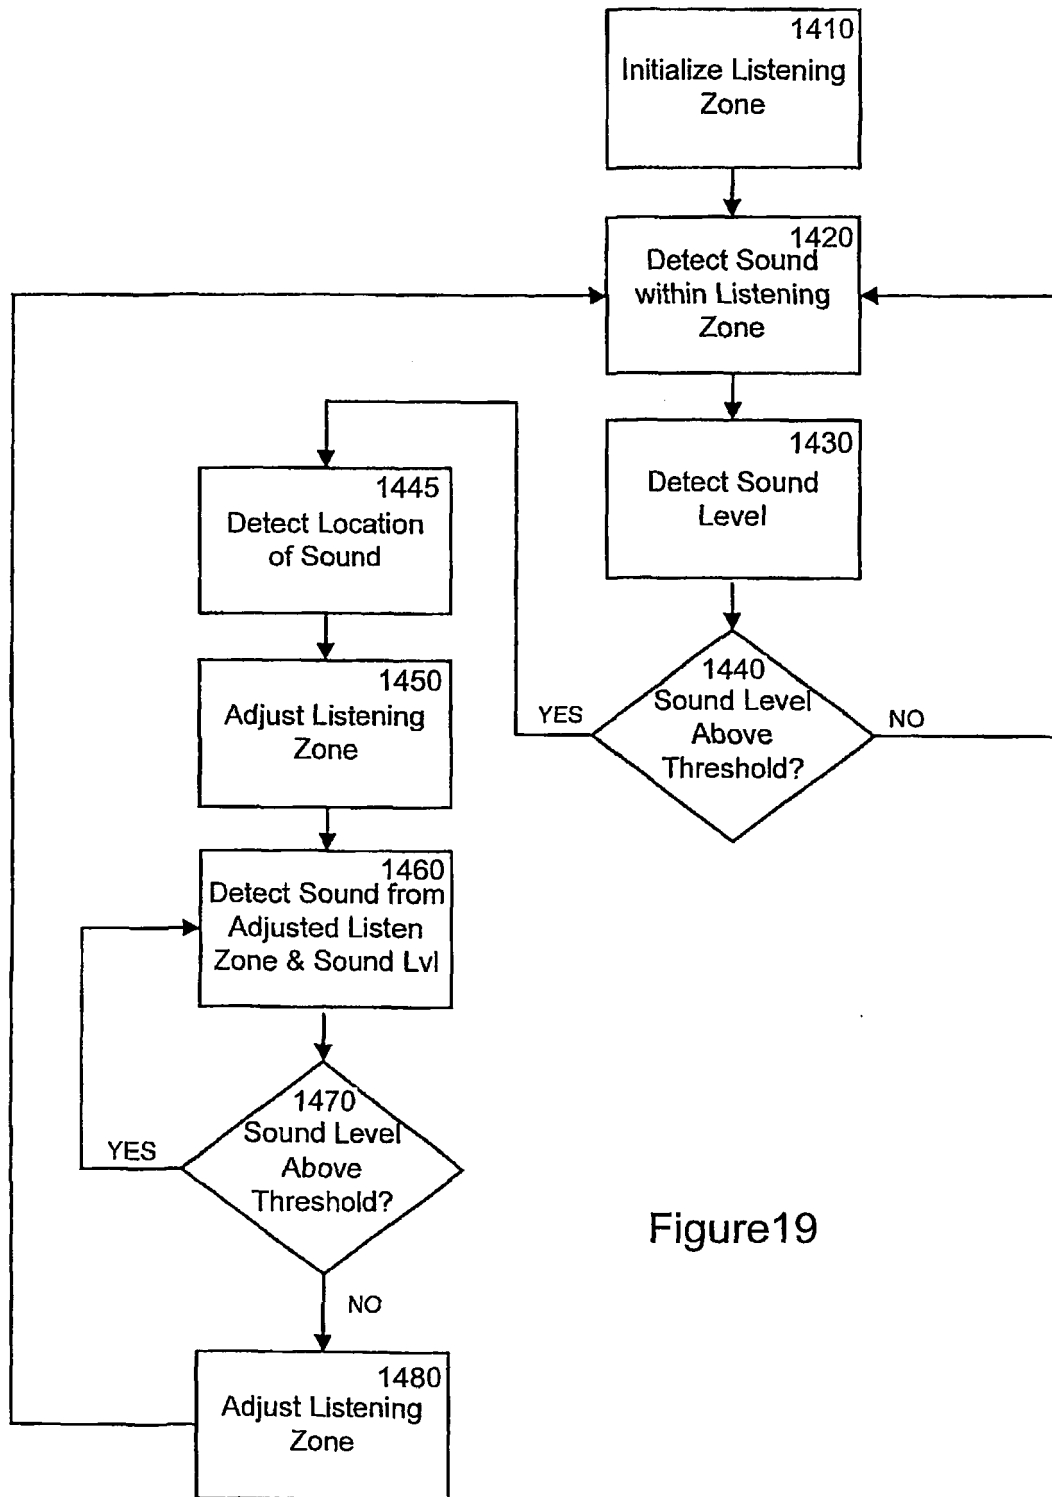 1410
Initialize Listening
Zone
1420
Detect Sound
within Listening
Zone
1430
Detect Sound
Level
1440
Sound Level
Above
Threshold?
YES
NO
1445
Detect Location
of Sound
1450
Adjust Listening
Zone
1460
Detect Sound from
Adjusted Listen
Zone & Sound Lvl
1470
Sound Level
Above
Threshold?
YES
NO
1480
Adjust Listening
Zone
Figure19